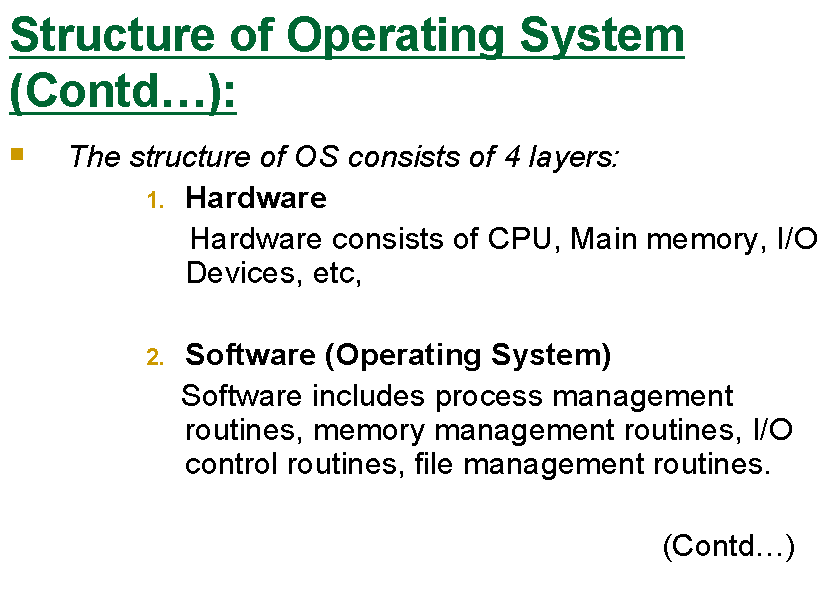 Structure of Operating System
(Contd…):
The structure of OS consists of 4 layers:
1. Hardware
Hardware consists of CPU, Main memory, I/O
Devices, etc,
2. Software (Operating System)
Software includes process management
routines, memory management routines, I/O
control routines, file management routines.
(Contd…)